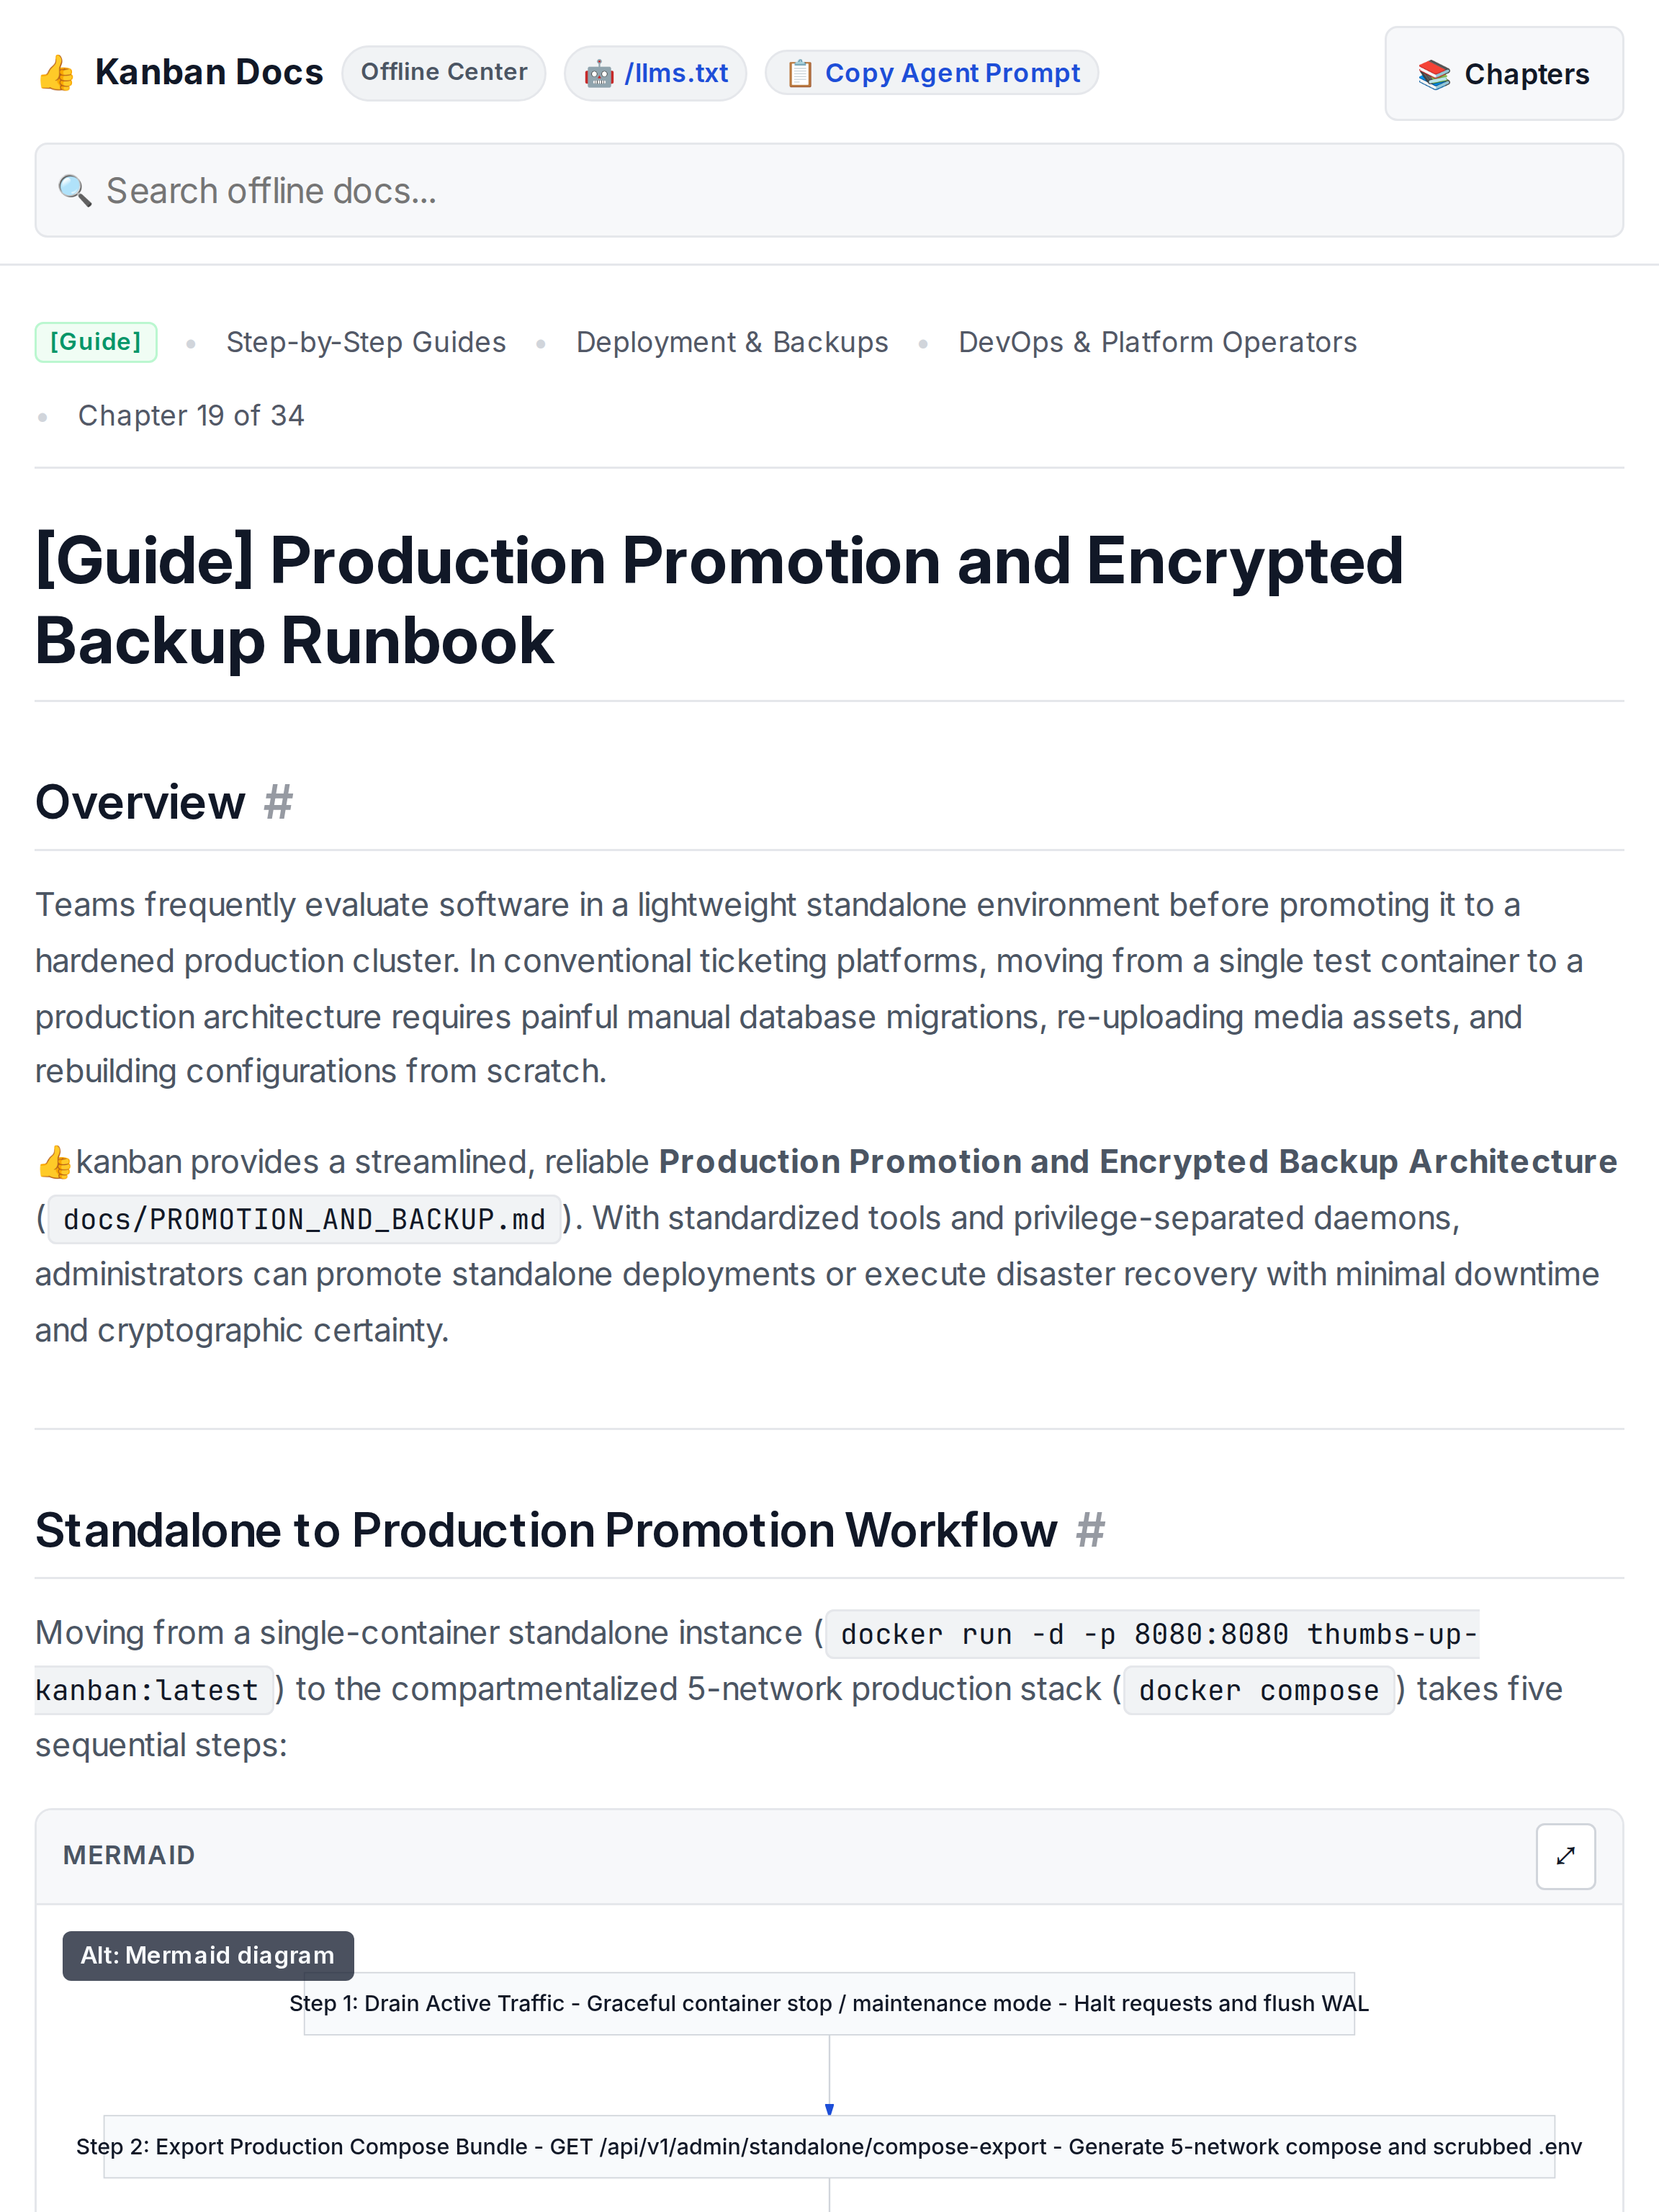 👍 Kanban Docs Offline Center 🤖 /llms.txt 📋 Copy Agent Prompt 📚 Chapters
🔍 Search offline docs...
[Guide] • Step-by-Step Guides • Deployment & Backups • DevOps & Platform Operators
• Chapter 19 of 34
[Guide] Production Promotion and Encrypted
Backup Runbook
Overview #
Teams frequently evaluate software in a lightweight standalone environment before promoting it to a
hardened production cluster. In conventional ticketing platforms, moving from a single test container to a
production architecture requires painful manual database migrations, re-uploading media assets, and
rebuilding configurations from scratch.
👍kanban provides a streamlined, reliable Production Promotion and Encrypted Backup Architecture
(docs/PROMOTION_AND_BACKUP.md). With standardized tools and privilege-separated daemons,
administrators can promote standalone deployments or execute disaster recovery with minimal downtime
and cryptographic certainty.
Standalone to Production Promotion Workflow #
Moving from a single-container standalone instance (docker run -d -p 8080:8080 thumbs-up-
kanban:latest) to the compartmentalized 5-network production stack (docker compose) takes five
sequential steps:
MERMAID
⤢
Alt: Mermaid diagram
Step 1: Drain Active Traffic - Graceful container stop / maintenance mode - Halt requests and flush WAL
Step 2: Export Production Compose Bundle - GET /api/v1/admin/standalone/compose-export - Generate 5-network compose and scrubbed .env